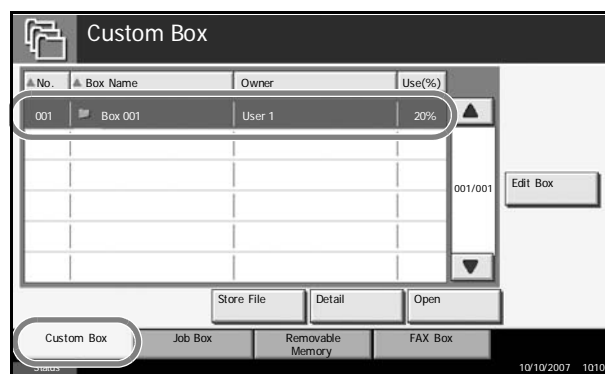 Custom Box
No. Box Name Owner Use(%)
001 Box 001 User 1 20%
001/001
Edit Box
Store File Detail Open
Custom Box Job Box Removable FAX Box
Memory
Status 10/10/2007 1010